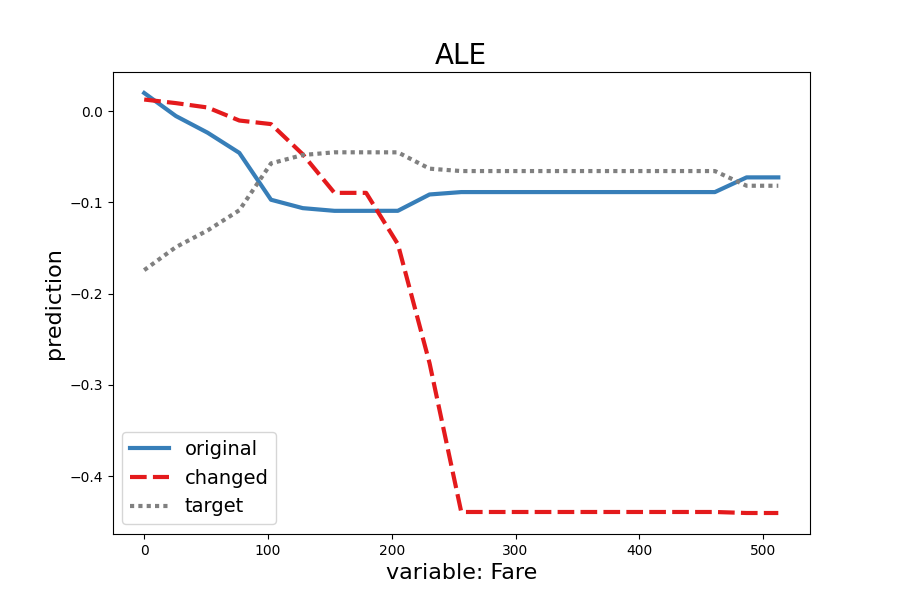 ALE
prediction
0.0
−0.1
−0.2
−0.3
−0.4
original
changed
target
0 100 200 300 400 500
variable: Fare